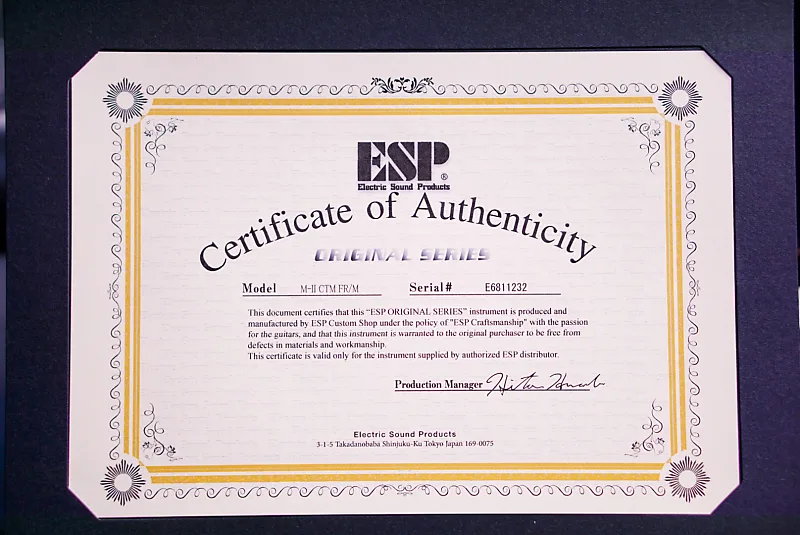 ESP®
Electric Sound Products
Certificate of Authenticity
ORIGINAL SERIES
Model M-II CTM FR/M Serial# E6811232
This document certifies that this “ESP ORIGINAL SERIES” instrument is produced and
manufactured by ESP Custom Shop under the policy of "ESP Craftsmanship" with the passion
for the guitars, and that this instrument is warranted to the original purchaser to be free from
defects in materials and workmanship.
This certificate is valid only for the instrument supplied by authorized ESP distributor.
Production Manager
Electric Sound Products
3-1-5 Takadanobaba Shinjuku-Ku Tokyo Japan 169-0075